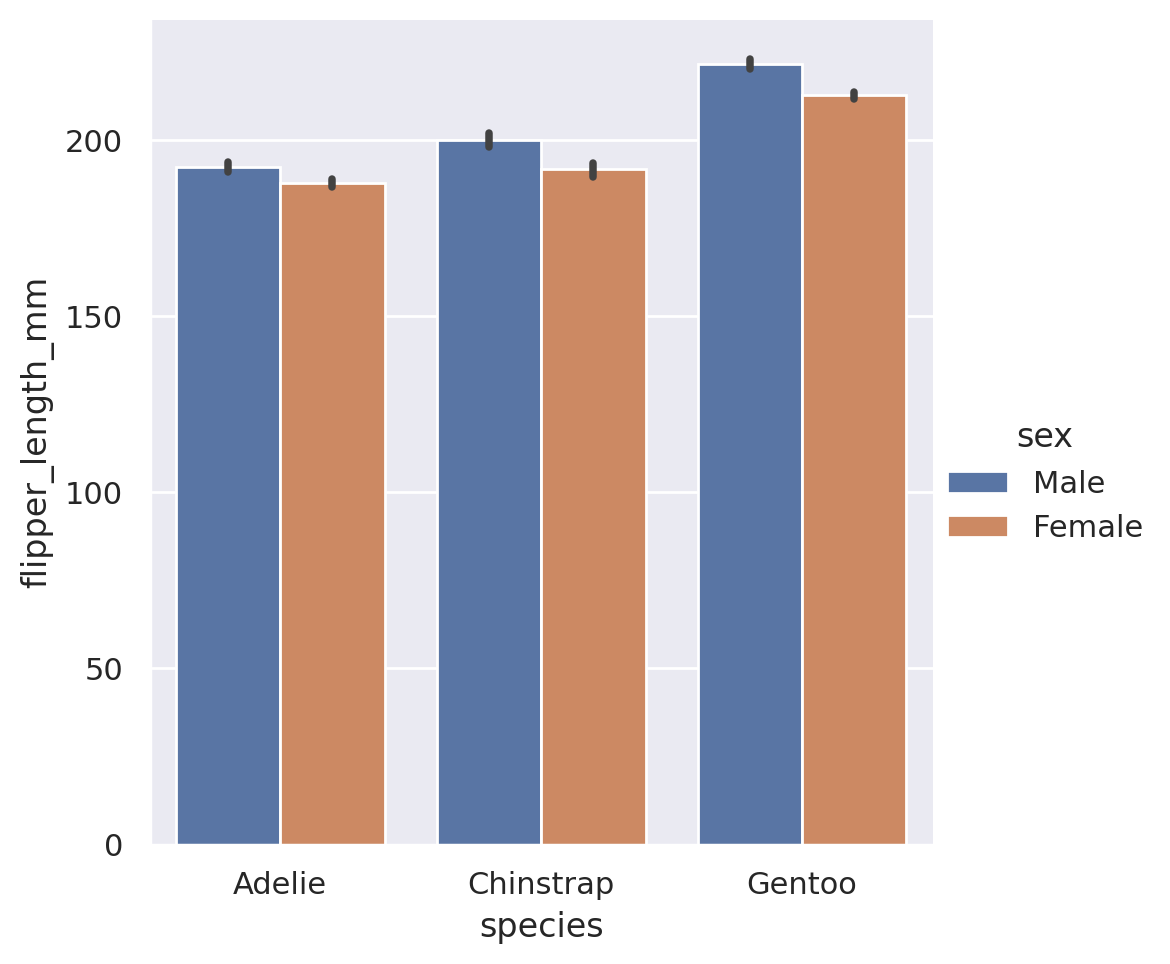 flipper_length_mm
200
150
100
50
0
Adelie
Chinstrap
Gentoo
species
sex
Male
Female